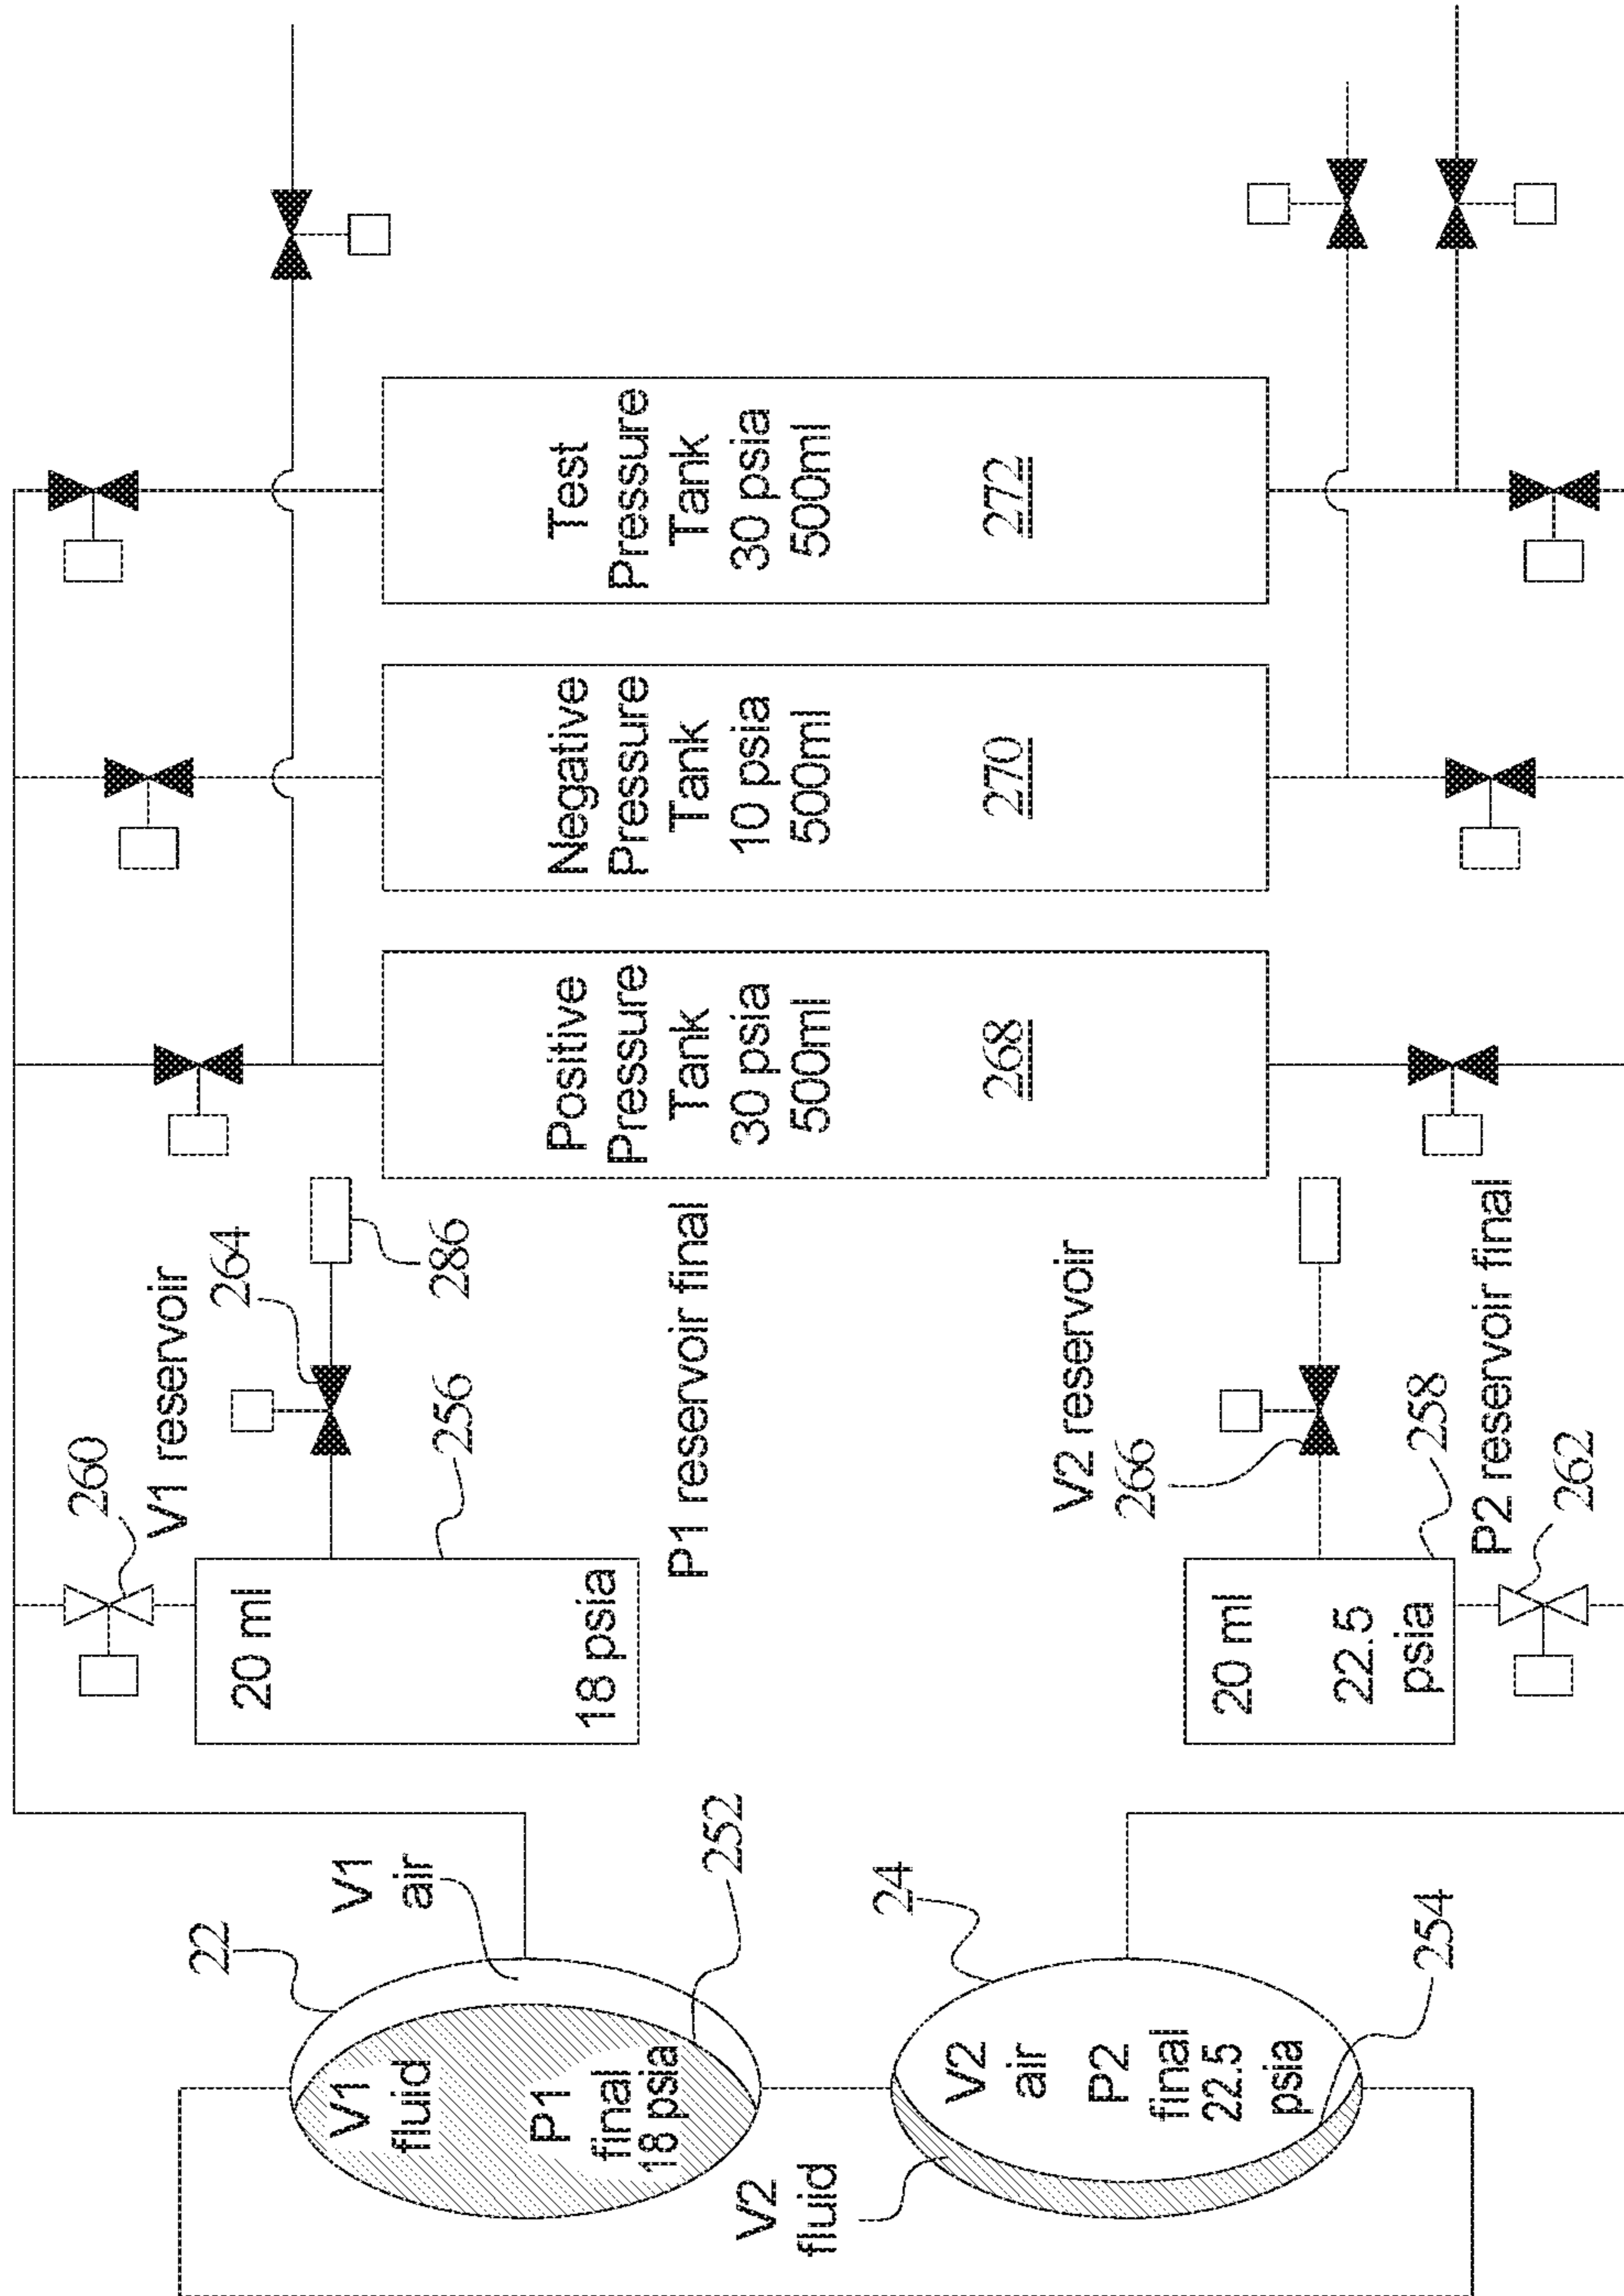 22
V1
air
V1
fluid
P1
final
18 psia
252
V2
fluid
24
V2
air
P2
final
22.5
psia
254
260
V1 reservoir
264
20 ml
18 psia
256
286
P1 reservoir final
V2 reservoir
266
20 ml
22.5
psia
258
P2 reservoir final
262
Positive
Pressure
Tank
30 psia
500ml
268
Negative
Pressure
Tank
10 psia
500ml
270
Test
Pressure
Tank
30 psia
500ml
272